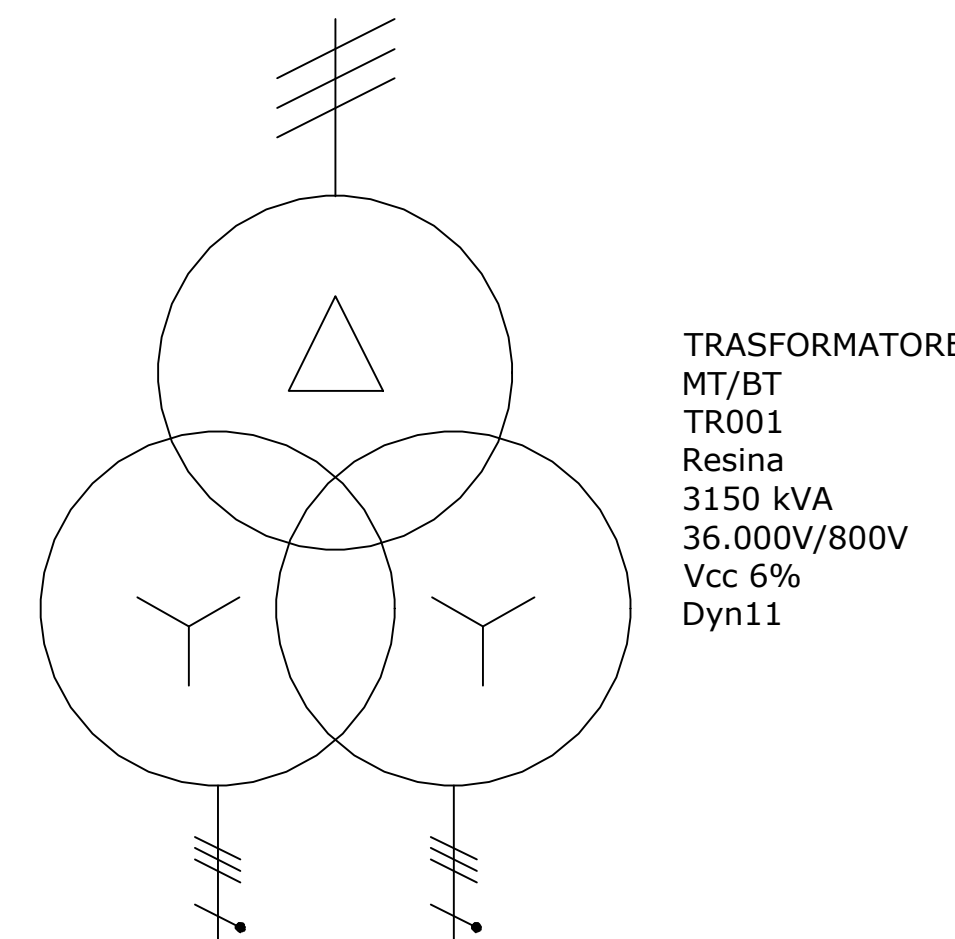 TRASFORMATORE
MT/BT
TR001
Resina
3150 kVA
36.000V/800V
Vcc 6%
Dyn11